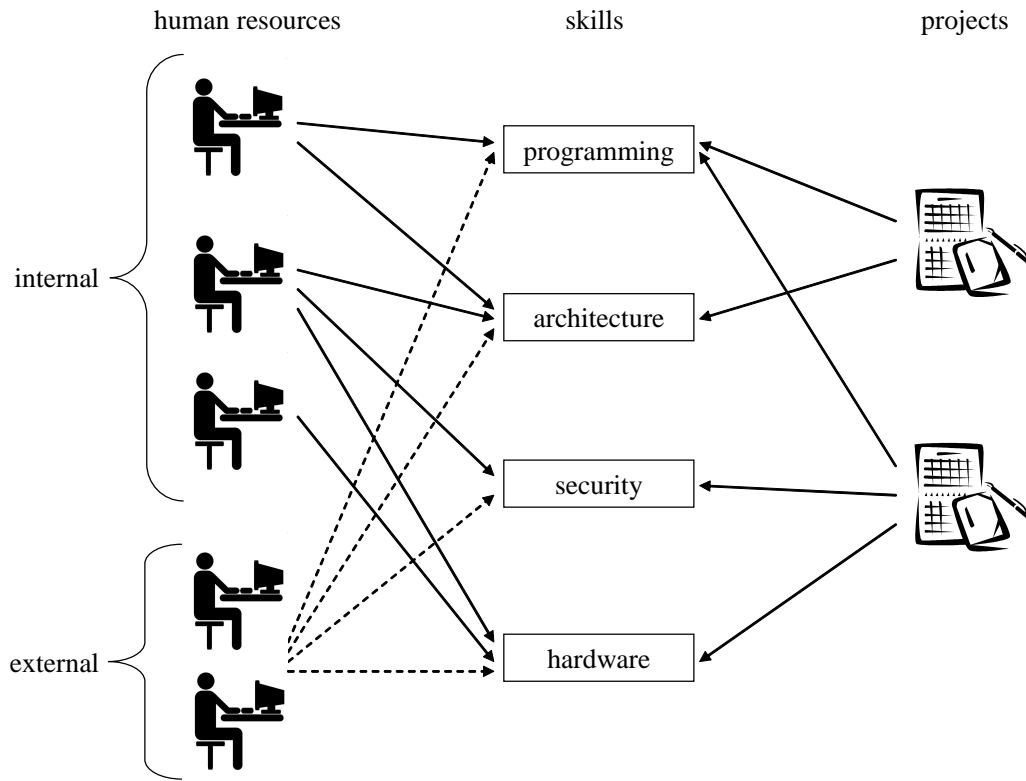 human resources
skills
projects
programming
internal
architecture
security
external
hardware